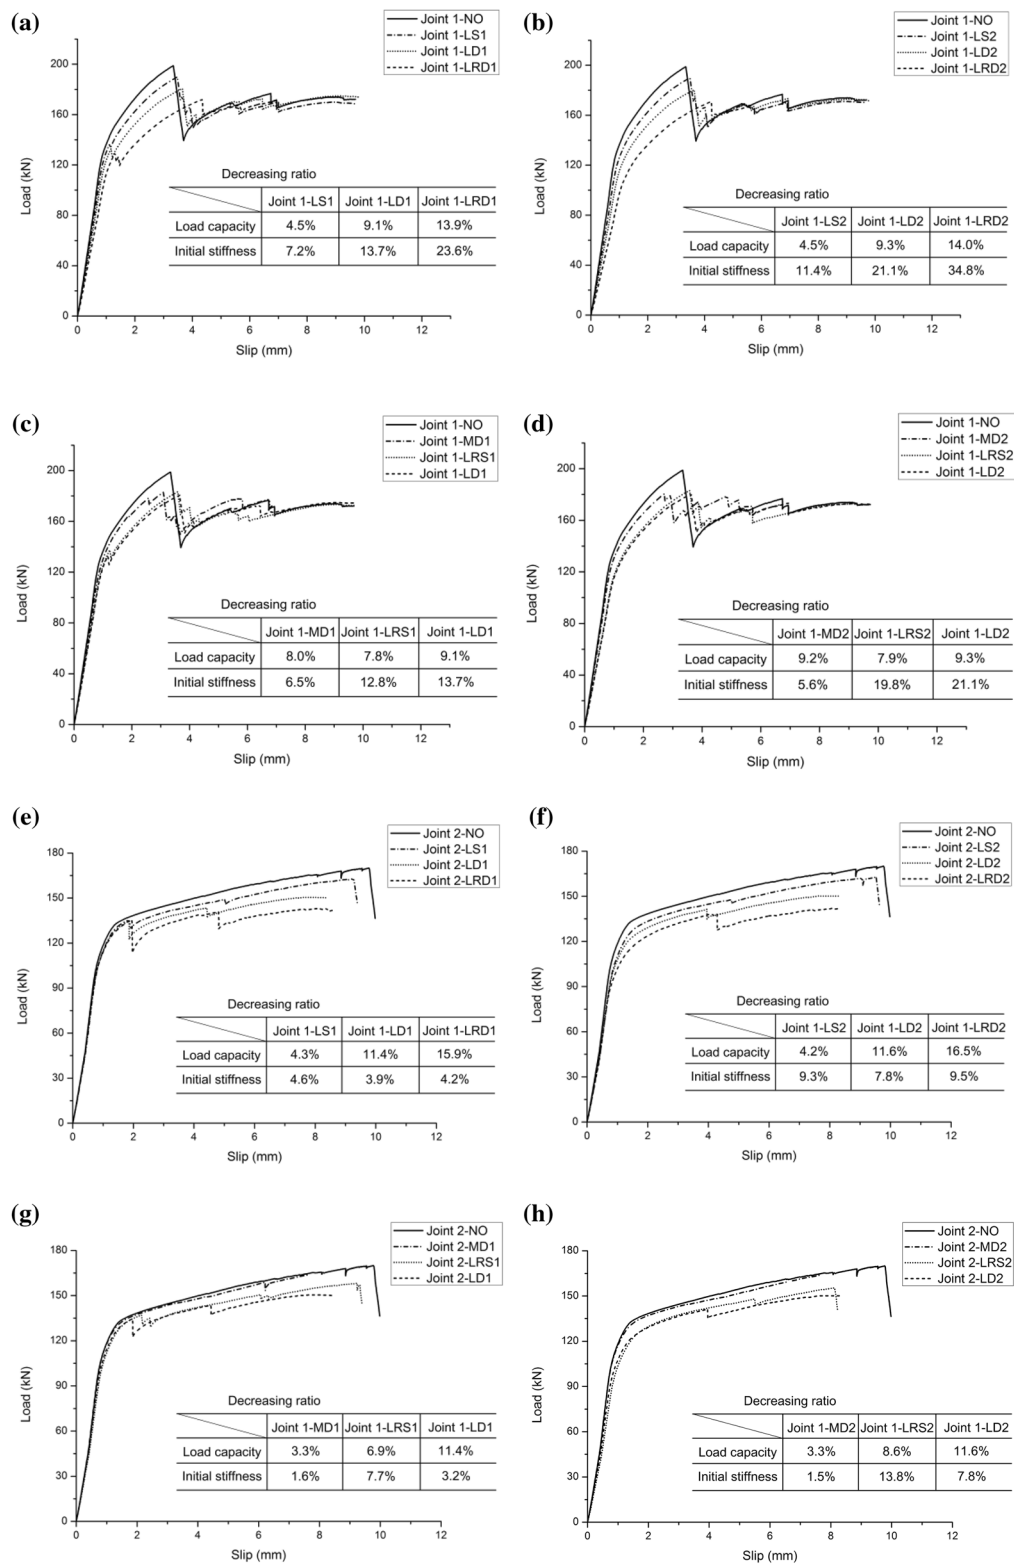 (a)
Joint 1-NO
Joint 1-LS1
Joint 1-LD1
Joint 1-LRD1
200
160
120
80
40
0
Load (kN)
Decreasing ratio
Joint 1-LS1 Joint 1-LD1 Joint 1-LRD1
Load capacity 4.5% 9.1% 13.9%
Initial stiffness 7.2% 13.7% 23.6%
0 2 4 6 8 10 12
Slip (mm)
(b)
Joint 1-NO
Joint 1-LS2
Joint 1-LD2
Joint 1-LRD2
200
160
120
80
40
0
Load (kN)
Decreasing ratio
Joint 1-LS2 Joint 1-LD2 Joint 1-LRD2
Load capacity 4.5% 9.3% 14.0%
Initial stiffness 11.4% 21.1% 34.8%
0 2 4 6 8 10 12
Slip (mm)
(c)
Joint 1-NO
Joint 1-MD1
Joint 1-LRS1
Joint 1-LD1
200
160
120
80
40
0
Load (kN)
Decreasing ratio
Joint 1-MD1 Joint 1-LRS1 Joint 1-LD1
Load capacity 8.0% 7.8% 9.1%
Initial stiffness 6.5% 12.8% 13.7%
0 2 4 6 8 10 12
Slip (mm)
(d)
Joint 1-NO
Joint 1-MD2
Joint 1-LRS2
Joint 1-LD2
200
160
120
80
40
0
Load (kN)
Decreasing ratio
Joint 1-MD2 Joint 1-LRS2 Joint 1-LD2
Load capacity 9.2% 7.9% 9.3%
Initial stiffness 5.6% 19.8% 21.1%
0 2 4 6 8 10 12
Slip (mm)
(e)
Joint 2-NO
Joint 2-LS1
Joint 2-LD1
Joint 2-LRD1
180
150
120
90
60
30
0
Load (kN)
Decreasing ratio
Joint 1-LS1 Joint 1-LD1 Joint 1-LRD1
Load capacity 4.3% 11.4% 15.9%
Initial stiffness 4.6% 3.9% 4.2%
0 2 4 6 8 10 12
Slip (mm)
(f)
Joint 2-NO
Joint 2-LS2
Joint 2-LD2
Joint 2-LRD2
180
150
120
90
60
30
0
Load (kN)
Decreasing ratio
Joint 1-LS2 Joint 1-LD2 Joint 1-LRD2
Load capacity 4.2% 11.6% 16.5%
Initial stiffness 9.3% 7.8% 9.5%
0 2 4 6 8 10 12
Slip (mm)
(g)
Joint 2-NO
Joint 2-MD1
Joint 2-LRS1
Joint 2-LD1
180
150
120
90
60
30
0
Load (kN)
Decreasing ratio
Joint 1-MD1 Joint 1-LRS1 Joint 1-LD1
Load capacity 3.3% 6.9% 11.4%
Initial stiffness 1.6% 7.7% 3.2%
0 2 4 6 8 10 12
Slip (mm)
(h)
Joint 2-NO
Joint 2-MD2
Joint 2-LRS2
Joint 2-LD2
180
150
120
90
60
30
0
Load (kN)
Decreasing ratio
Joint 1-MD2 Joint 1-LRS2 Joint 1-LD2
Load capacity 3.3% 8.6% 11.6%
Initial stiffness 1.5% 13.8% 7.8%
0 2 4 6 8 10 12
Slip (mm)